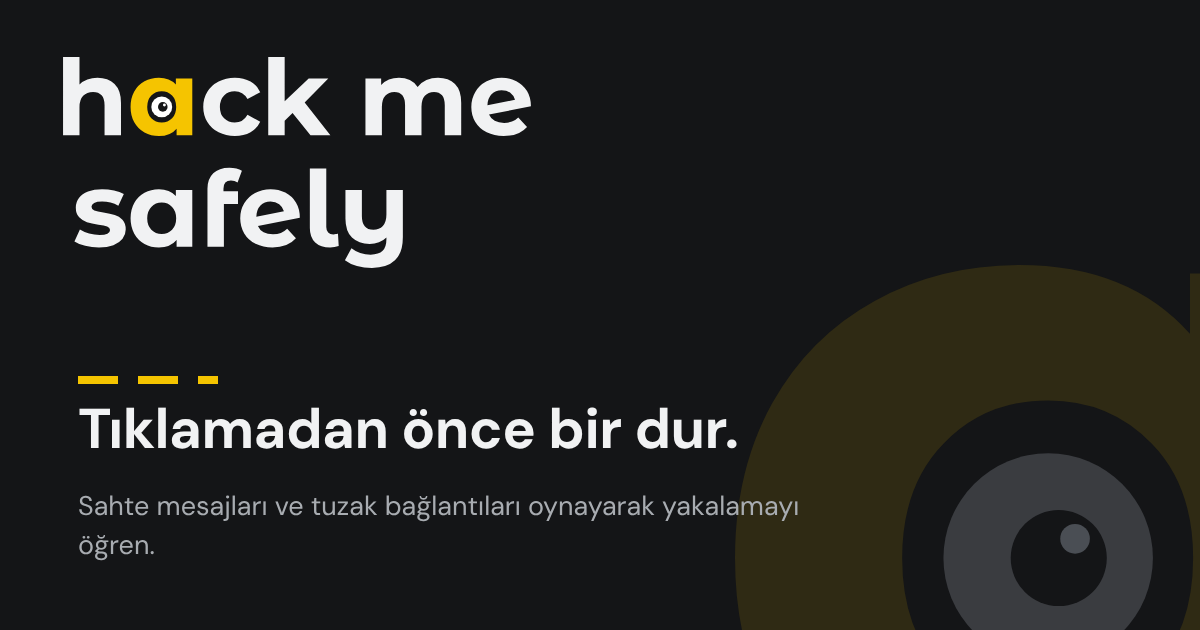 hack me
safely
Tıklamadan önce bir dur.
Sahte mesajları ve tuzak bağlantıları oynayarak yakalamayı
öğren.